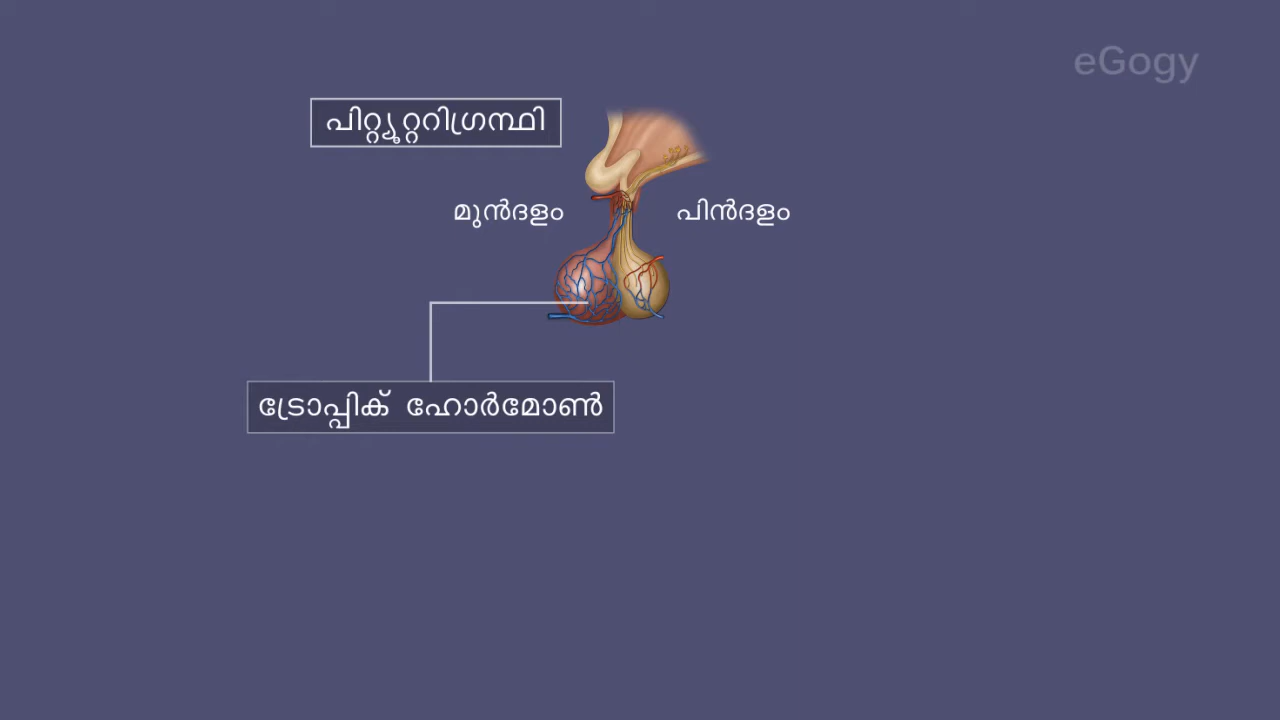 eGogy
പിറ്റ്യൂറ്ററിഗ്രന്ഥി
മുൻദളം പിൻദളം
ട്രോപ്പിക് ഹോർമോൺ